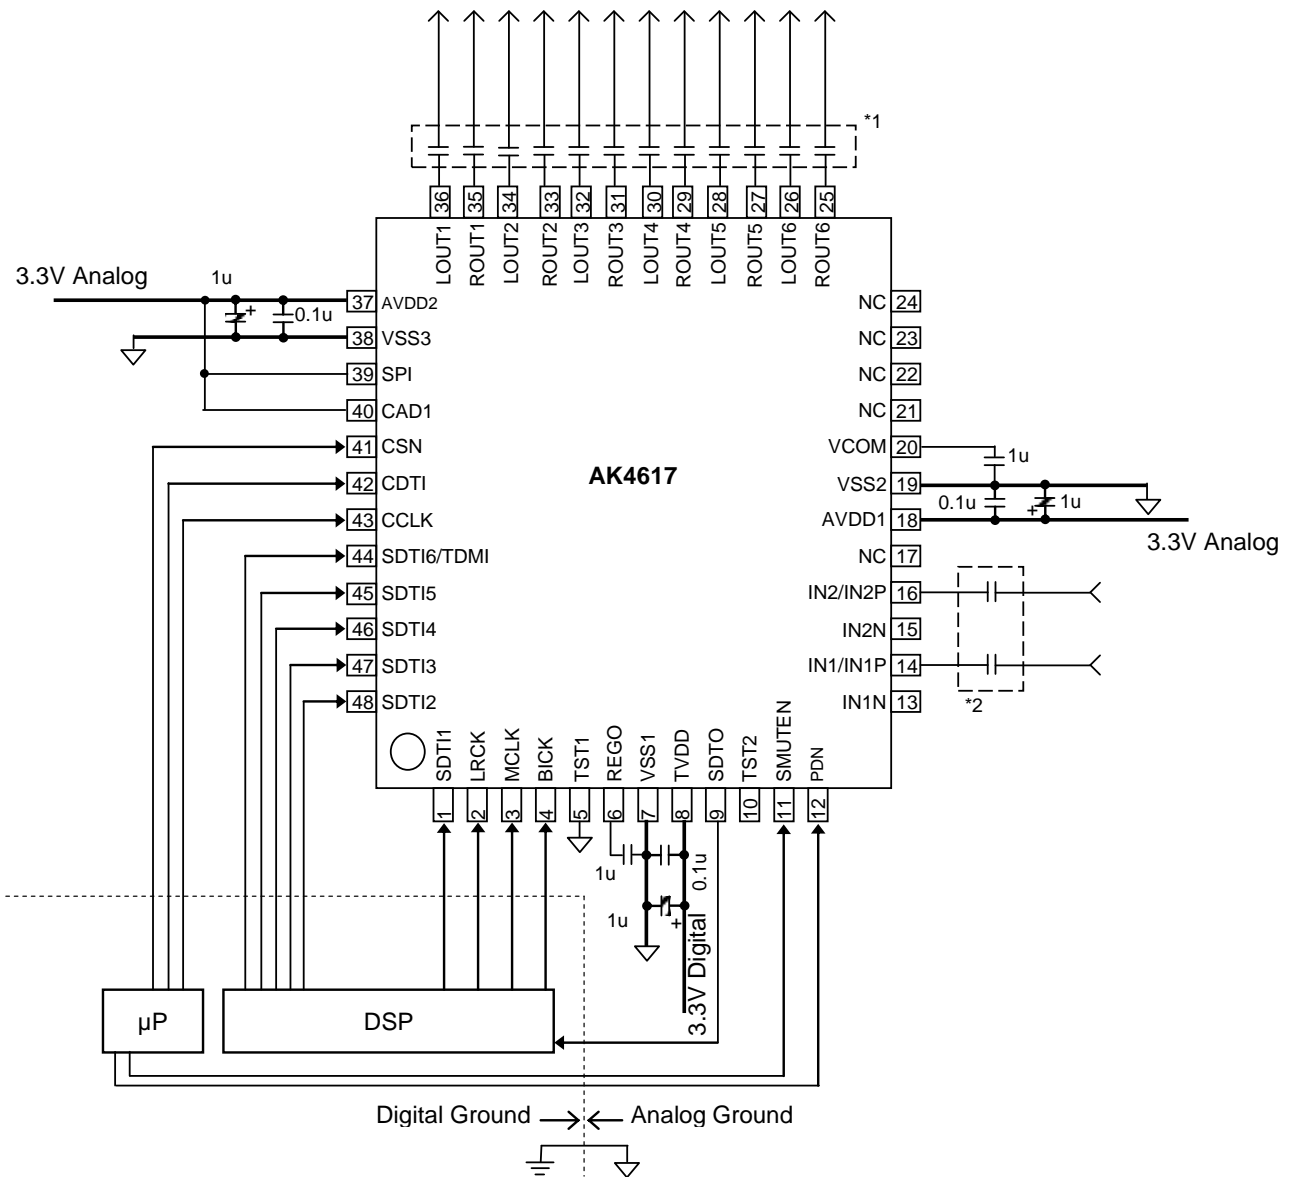 *1
36 35 34 33 32 31 30 29 28 27 26 25
LOUT1 ROUT1 LOUT2 ROUT2 LOUT3 ROUT3 LOUT4 ROUT4 LOUT5 ROUT5 LOUT6 ROUT6
3.3V Analog
1u
+
0.1u
37 AVDD2
38 VSS3
39 SPI
40 CAD1
41 CSN
42 CDTI
43 CCLK
44 SDTI6/TDMI
45 SDTI5
46 SDTI4
47 SDTI3
48 SDTI2
AK4617
NC 24
NC 23
NC 22
NC 21
VCOM 20
1u
VSS2 19
0.1u
+
1u
AVDD1 18
3.3V Analog
NC 17
IN2/IN2P 16
IN2N 15
IN1/IN1P 14
IN1N 13
*2
SDTI1 LRCK MCLK BICK TST1 REGO VSS1 TVDD SDTO TST2 SMUTEN PDN
1 2 3 4 5 6 7 8 9 10 11 12
1u
0.1u
1u
+
3.3V Digital
µP
DSP
Digital Ground
Analog Ground